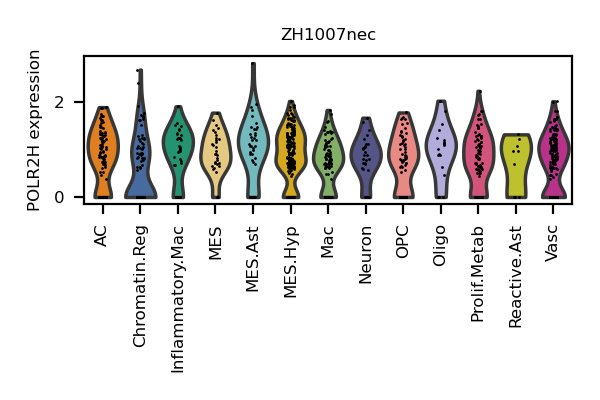 ZH1007nec
POLR2H expression
2
0
AC
Chromatin.Reg
Inflammatory.Mac
MES
MES.Ast
MES.Hyp
Mac
Neuron
OPC
Oligo
Prolif.Metab
Reactive.Ast
Vasc